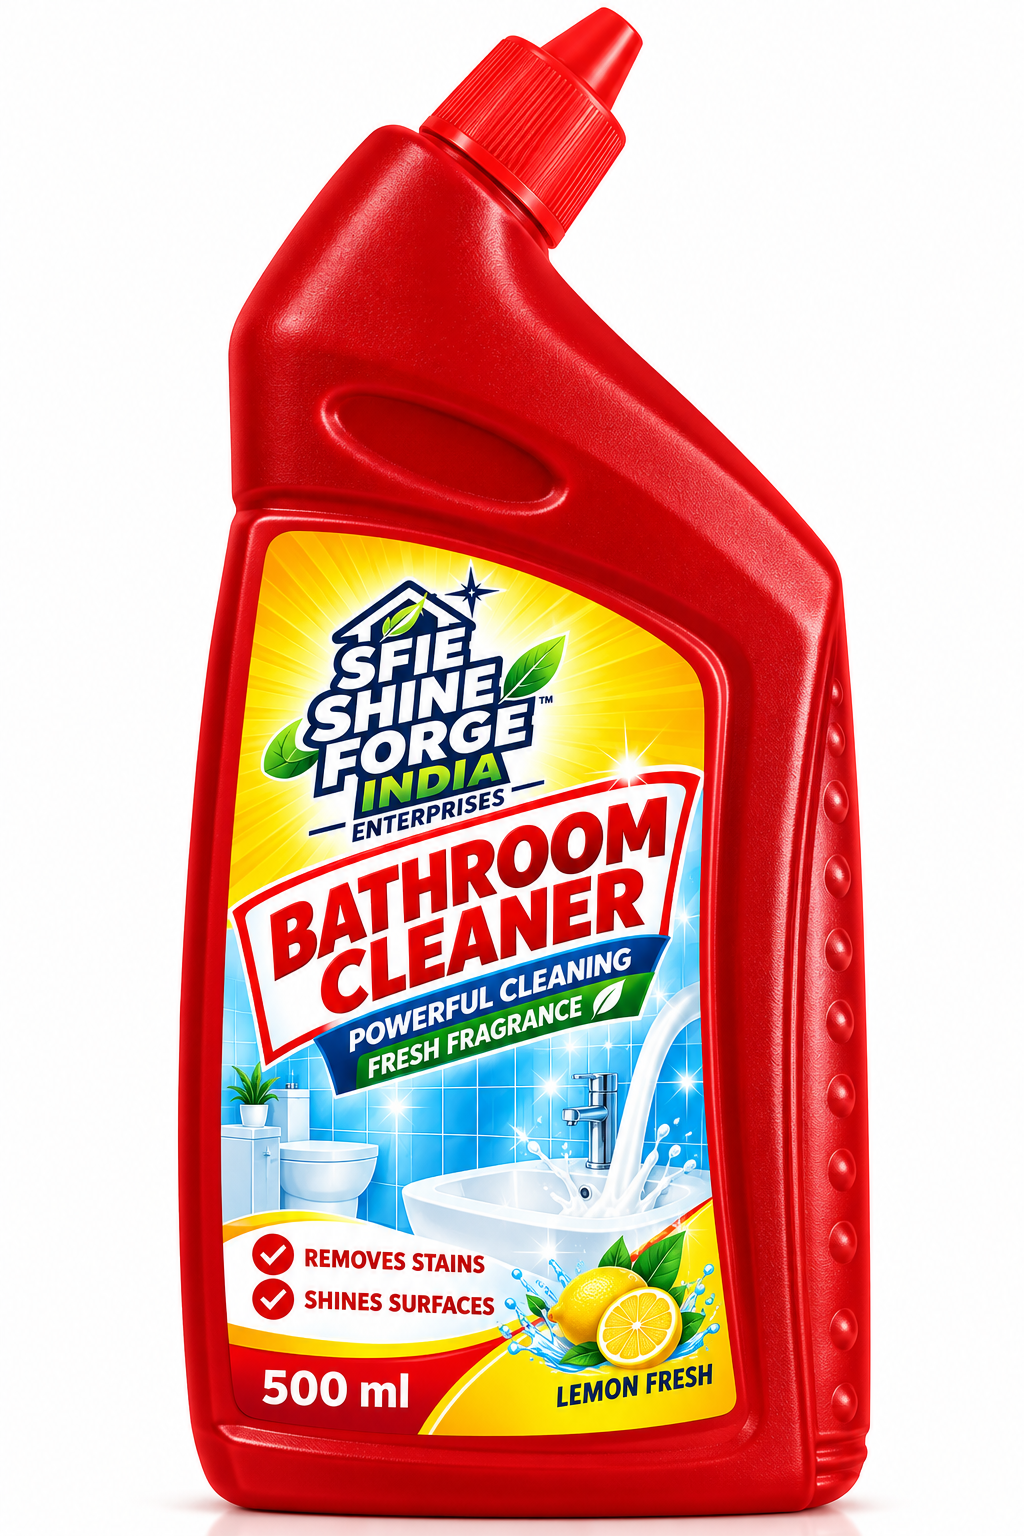 SFIE
SHINE
FORGE™
INDIA
ENTERPRISES
BATHROOM
CLEANER
POWERFUL CLEANING
FRESH FRAGRANCE
REMOVES STAINS
SHINES SURFACES
500 ml
LEMON FRESH